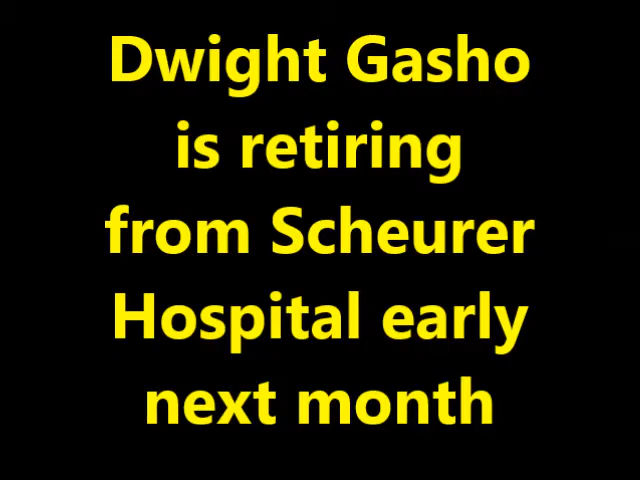 Dwight Gasho
is retiring
from Scheurer
Hospital early
next month